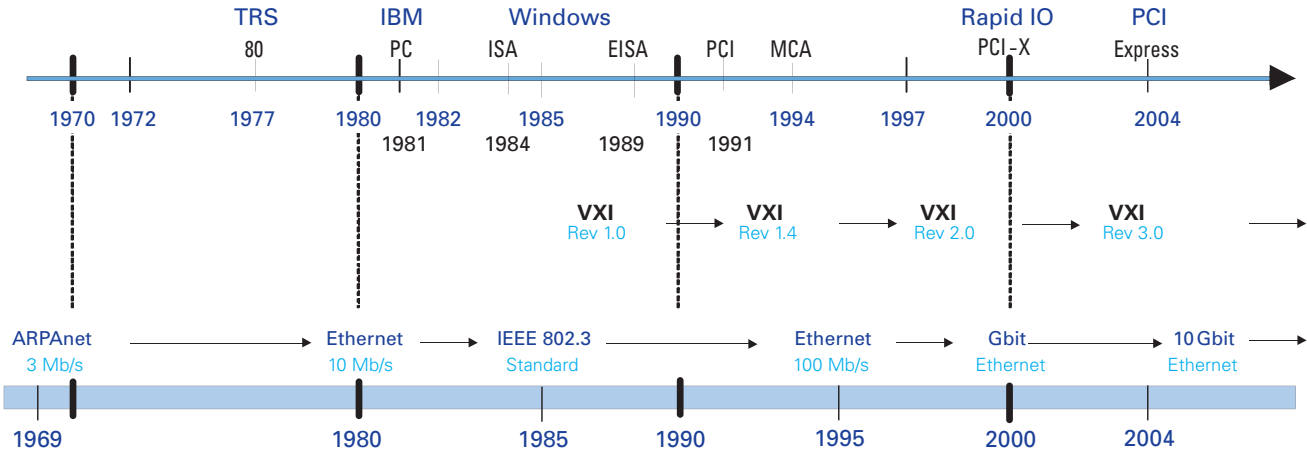 TRS IBM Windows Rapid IO PCI
80 PC ISA EISA PCI MCA PCI-X Express
1970 1972 1977 1980 1982 1985 1990 1994 1997 2000 2004
1981 1984 1989 1991
VXI VXI VXI VXI
Rev 1.0 Rev 1.4 Rev 2.0 Rev 3.0
ARPAnet Ethernet IEEE 802.3 Ethernet Gbit 10 Gbit
3 Mb/s 10 Mb/s Standard 100 Mb/s Ethernet Ethernet
1969 1980 1985 1990 1995 2000 2004